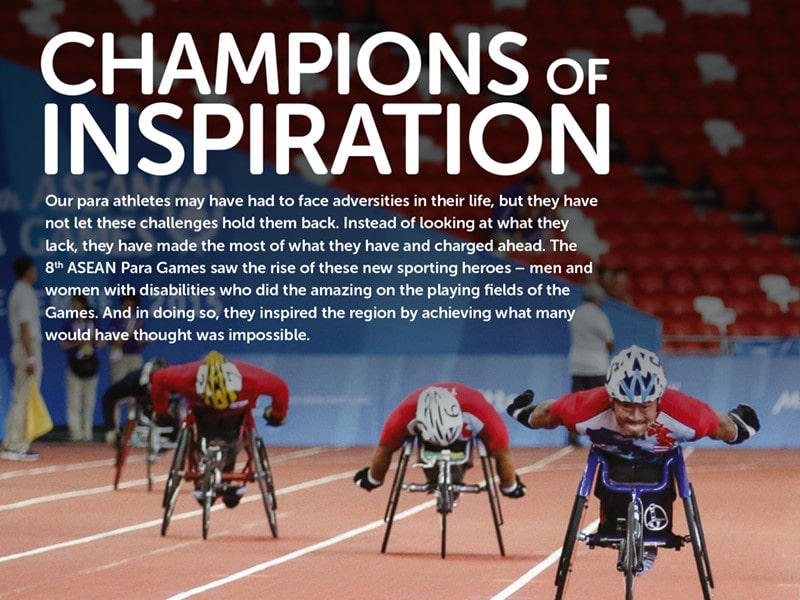 CHAMPIONS OF
INSPIRATION
Our para athletes may have had to face adversities in their life, but they have
not let these challenges hold them back. Instead of looking at what they
lack, they have made the most of what they have and charged ahead. The
8th ASEAN Para Games saw the rise of these new sporting heroes – men and
women with disabilities who did the amazing on the playing fields of the
Games. And in doing so, they inspired the region by achieving what many
would have thought was impossible.